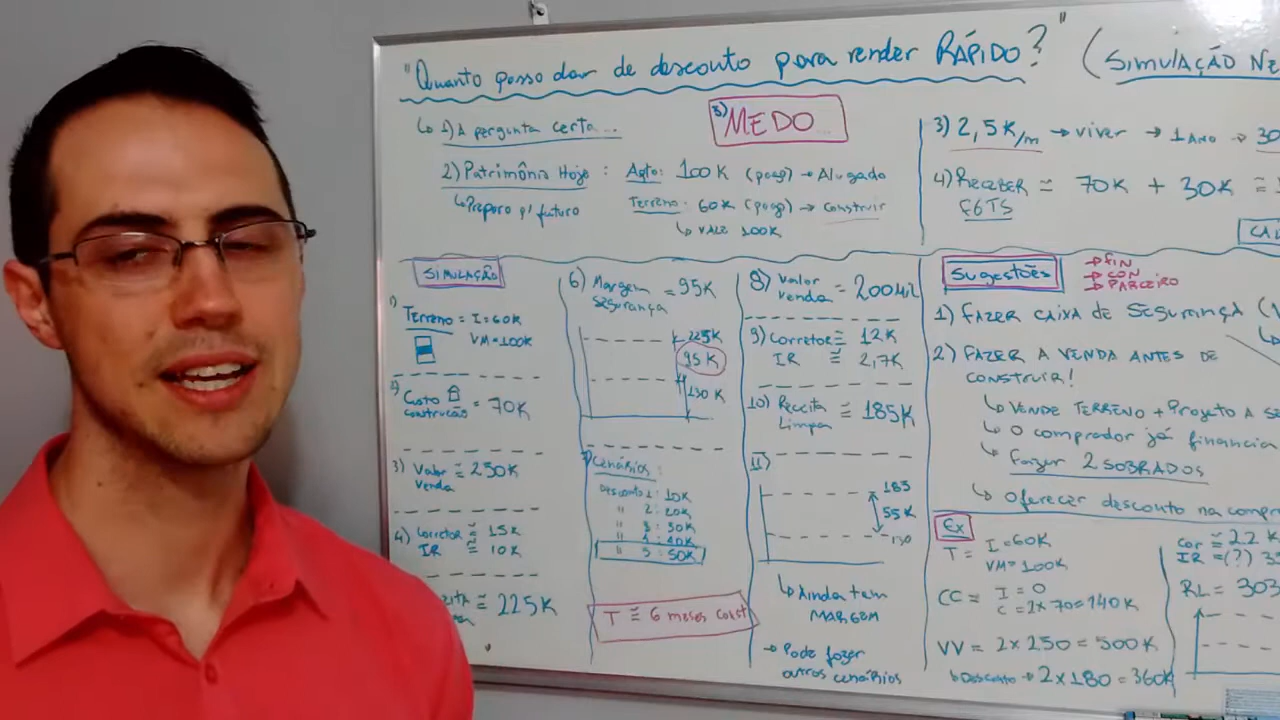 "Quanto posso dar de desconto para vender RÁPIDO?" (SIMULAÇÃO NE
↳ 1) A pergunta certa...
5) MEDO...
2) Patrimônio Hoje: Apto: 100K (pago) → Alugado
↳ Preparo p/ futuro
Terreno: 60K (pago) → Construir
↳ VALE 100K
3) 2,5K/m → viver → 1 ANO → 30
4) RECEBER ≅ 70K + 30K =
FGTS
SIMULAÇÃO
1) Terreno = I = 60K
VM = 100K
2) Custo construção = 70K
3) Valor Venda ≅ 250K
4) Corretor ≅ 15K
IR ≅ 10K
≅ 225K
6) Margem Segurança = 95K
225K
95K
130K
7) Cenários:
Desconto 1: 10K
" 2: 20K
" 3: 30K
" 4: 40K
" 5: 50K
T ≅ 6 meses const
8) Valor venda = 200mil
9) Corretor ≅ 12K
IR ≅ 2,7K
10) Receita Limpa ≅ 185K
11)
185
55K
130
↳ Ainda tem MARGEM
→ Pode fazer outros cenários
Sugestões
→ FIN
→ CON
→ PARCEIRO
1) FAZER CAIXA DE SEGURANÇA
2) FAZER A VENDA ANTES DE
CONSTRUIR!
↳ VENDE TERRENO + Projeto A
↳ O comprador já financia
↳ Fazer 2 SOBRADOS
↳ Oferecer desconto na compr
Ex
T = I = 60K
VM = 100K
CC = I = 0
C = 2x70 = 140K
VV = 2 x 250 = 500K
↳ Desconto → 2 x 180 = 360K
Cor ≅ 22K
IR = (?) 35
RL = 303